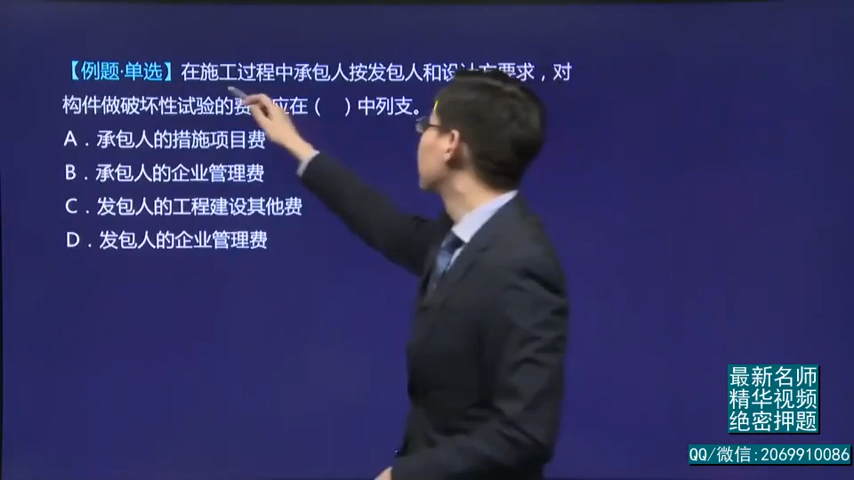 【例题·单选】在施工过程中承包人按发包人和设计方要求，对
构件做破坏性试验的费 应在（ ）中列支。
A．承包人的措施项目费
B．承包人的企业管理费
C．发包人的工程建设其他费
D．发包人的企业管理费
最新名师
精华视频
绝密押题
QQ/微信:2069910086